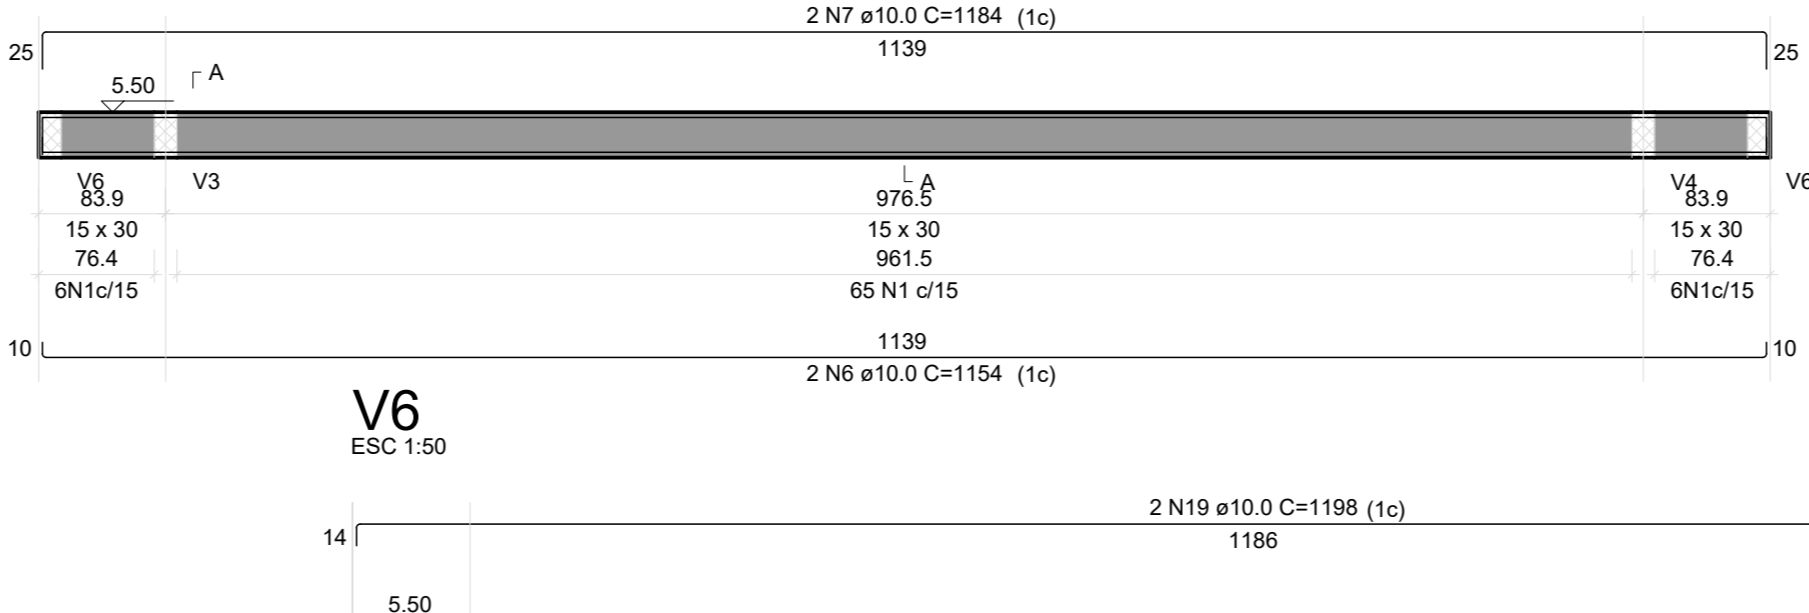 2 N7 ø10.0 C=1184 (1c)
25 1139 25
5.50 A
V6 V3 A V4 V6
83.9 976.5 83.9
15 x 30 15 x 30 15 x 30
76.4 961.5 76.4
6N1c/15 65 N1 c/15 6N1c/15
10 1139 10
2 N6 ø10.0 C=1154 (1c)
V6
ESC 1:50
2 N19 ø10.0 C=1198 (1c)
14 1186
5.50